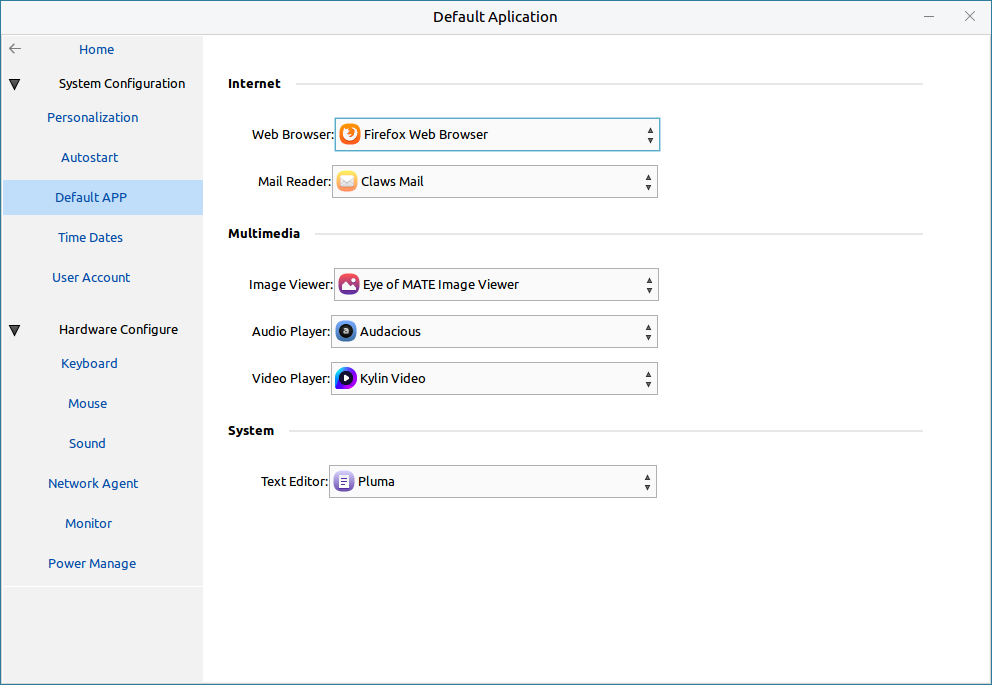 Default Aplication
Home
System Configuration
Personalization
Autostart
Default APP
Time Dates
User Account
Hardware Configure
Keyboard
Mouse
Sound
Network Agent
Monitor
Power Manage
Internet
Web Browser: Firefox Web Browser
Mail Reader: Claws Mail
Multimedia
Image Viewer: Eye of MATE Image Viewer
Audio Player: Audacious
Video Player: Kylin Video
System
Text Editor: Pluma